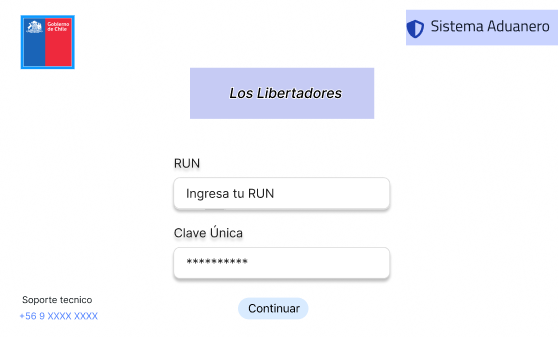 Gobierno
de Chile
Sistema Aduanero
Los Libertadores
RUN
Ingresa tu RUN
Clave Única
**********
Soporte tecnico
+56 9 XXXX XXXX
Continuar